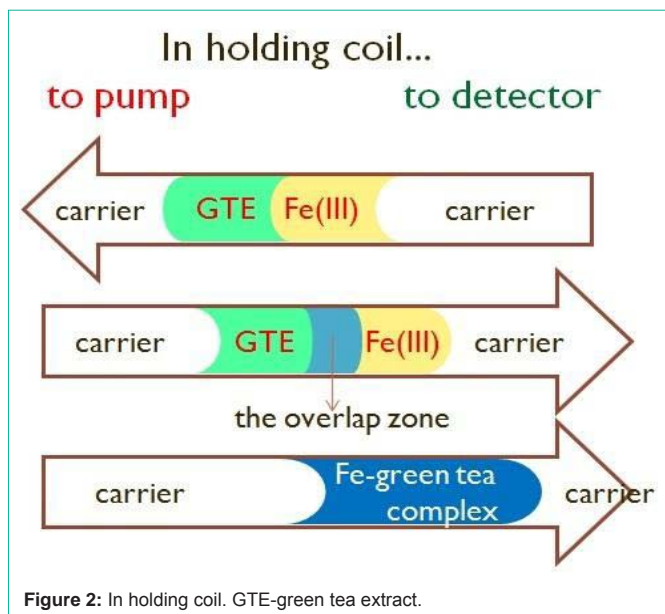 In holding coil...
to pump to detector
carrier GTE Fe(III) carrier
carrier GTE Fe(III) carrier
the overlap zone
carrier Fe-green tea complex carrier
Figure 2: In holding coil. GTE-green tea extract.